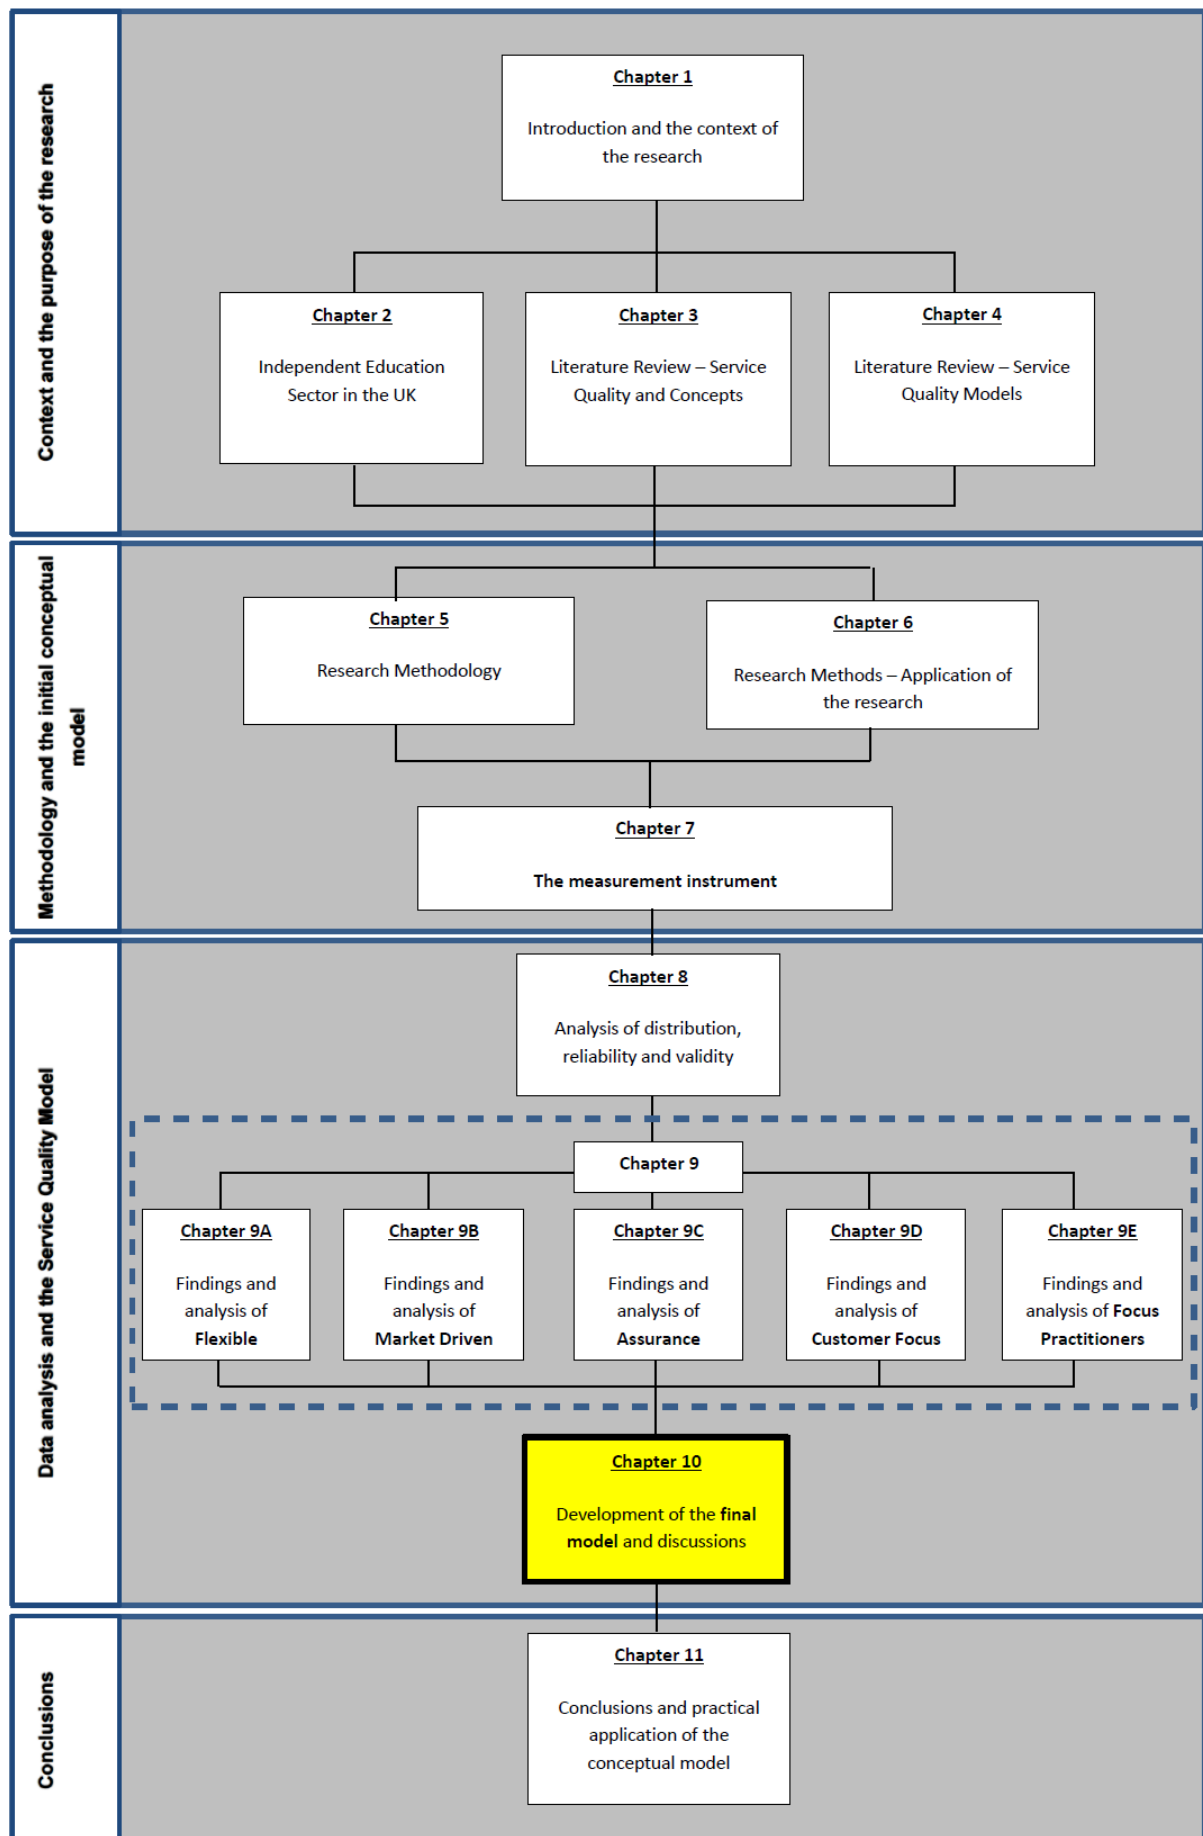 Context and the purpose of the research
Chapter 1
Introduction and the context of
the research
Chapter 2
Independent Education
Sector in the UK
Chapter 3
Literature Review – Service
Quality and Concepts
Chapter 4
Literature Review – Service
Quality Models
Methodology and the initial conceptual
model
Chapter 5
Research Methodology
Chapter 6
Research Methods – Application of
the research
Chapter 7
The measurement instrument
Data analysis and the Service Quality Model
Chapter 8
Analysis of distribution,
reliability and validity
Chapter 9
Chapter 9A
Findings and
analysis of
Flexible
Chapter 9B
Findings and
analysis of
Market Driven
Chapter 9C
Findings and
analysis of
Assurance
Chapter 9D
Findings and
analysis of
Customer Focus
Chapter 9E
Findings and
analysis of Focus
Practitioners
Chapter 10
Development of the final
model and discussions
Conclusions
Chapter 11
Conclusions and practical
application of the
conceptual model